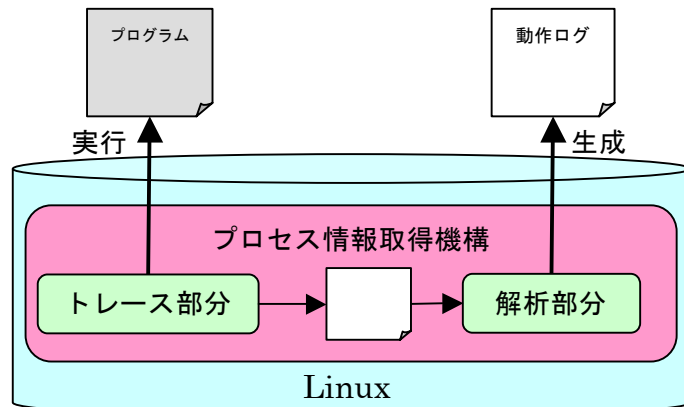 プログラム
動作ログ
実行
生成
プロセス情報取得機構
トレース部分
解析部分
Linux